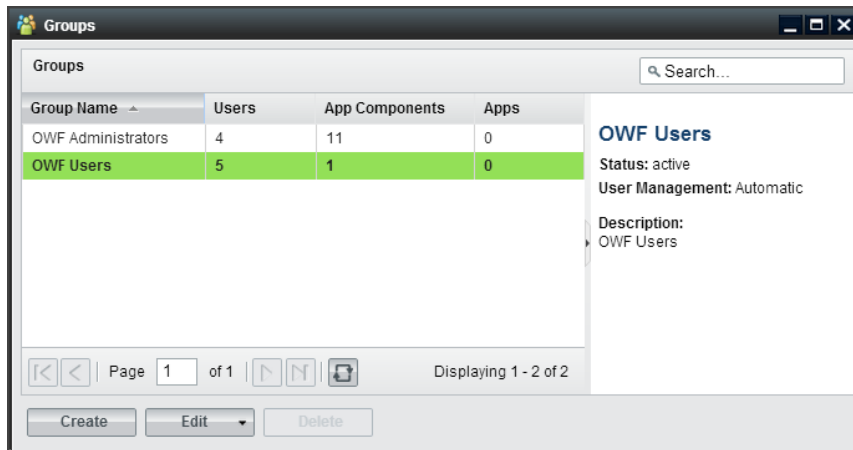 Groups
Groups
Search...
Group Name Users App Components Apps
OWF Administrators 4 11 0
OWF Users 5 1 0
OWF Users
Status: active
User Management: Automatic
Description:
OWF Users
Page 1 of 1 Displaying 1 - 2 of 2
Create Edit Delete